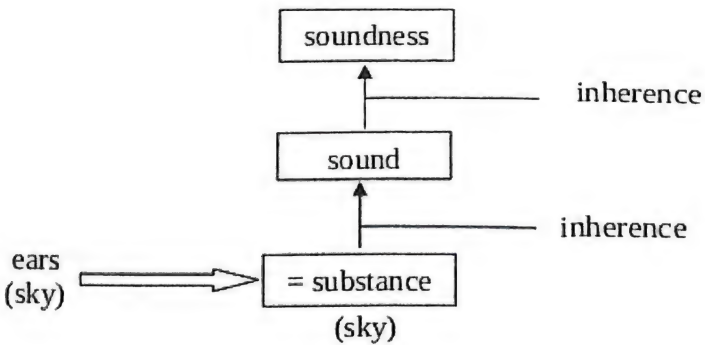 soundness
inherence
sound
inherence
ears
(sky)
= substance
(sky)